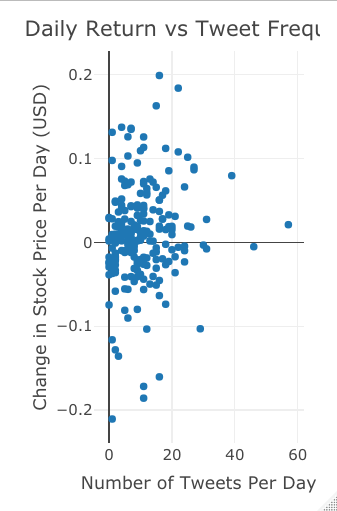 Daily Return vs Tweet Frequ
Change in Stock Price Per Day (USD)
0.2
0.1
0
−0.1
−0.2
0 20 40 60
Number of Tweets Per Day